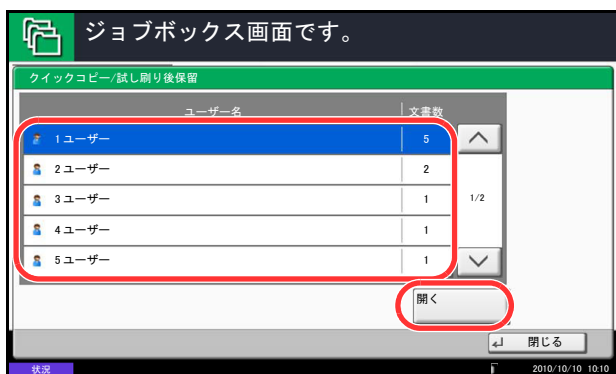 ジョブボックス画面です。
クイックコピー/試し刷り後保留
ユーザー名 文書数
1 ユーザー 5
2 ユーザー 2
3 ユーザー 1 1/2
4 ユーザー 1
5 ユーザー 1
開く
閉じる
状況 2010/10/10 10:10